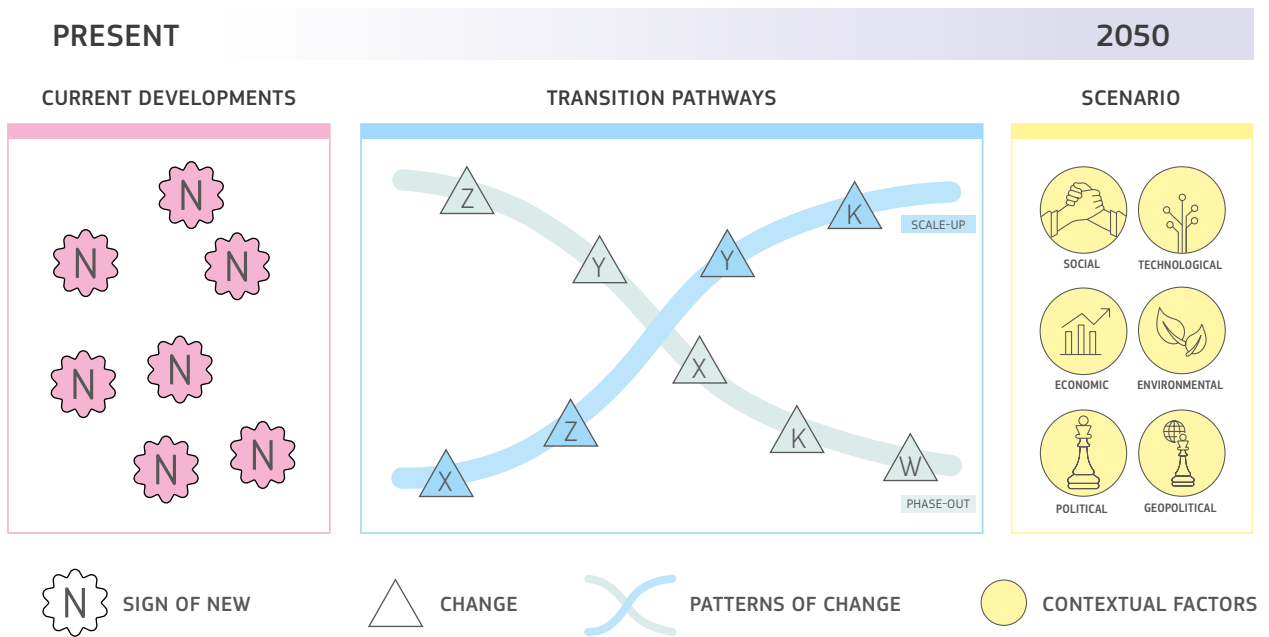 PRESENT
2050
CURRENT DEVELOPMENTS
TRANSITION PATHWAYS
SCENARIO
N
N
N
N
N
N
N
Z
Y
X
K
W
X
Z
Y
K
SCALE-UP
PHASE-OUT
SOCIAL
TECHNOLOGICAL
ECONOMIC
ENVIRONMENTAL
POLITICAL
GEOPOLITICAL
N
SIGN OF NEW
CHANGE
PATTERNS OF CHANGE
CONTEXTUAL FACTORS